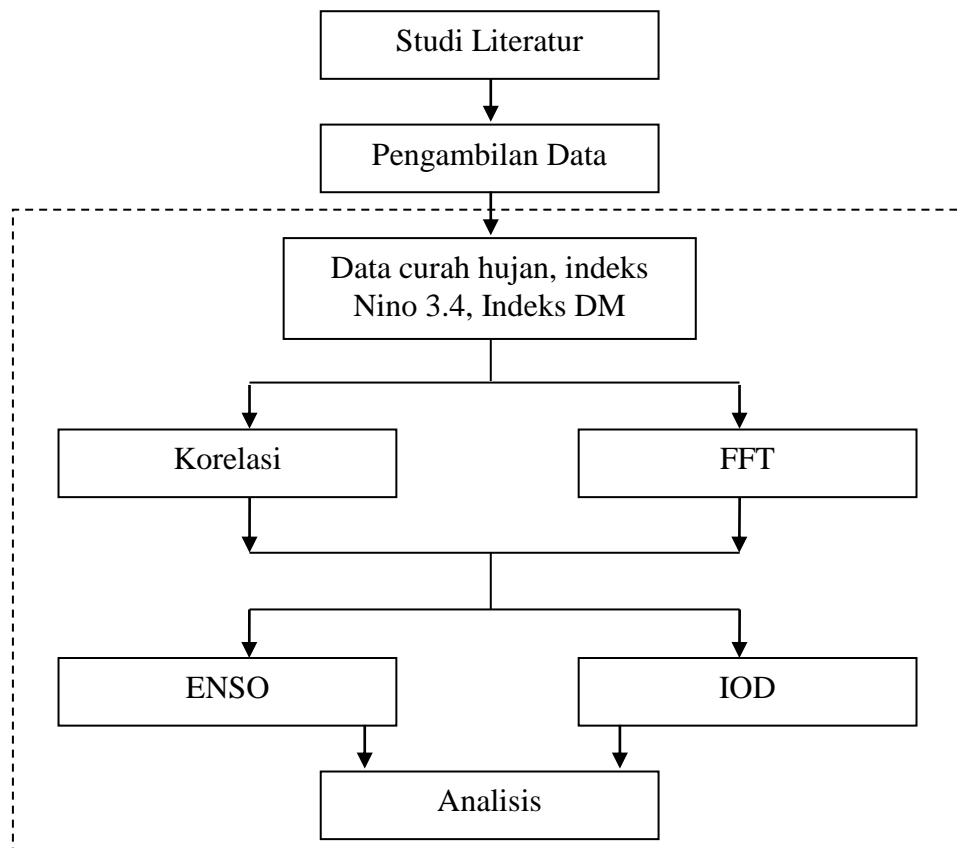 Studi Literatur
Pengambilan Data
Data curah hujan, indeks
Nino 3.4, Indeks DM
Korelasi
FFT
ENSO
IOD
Analisis